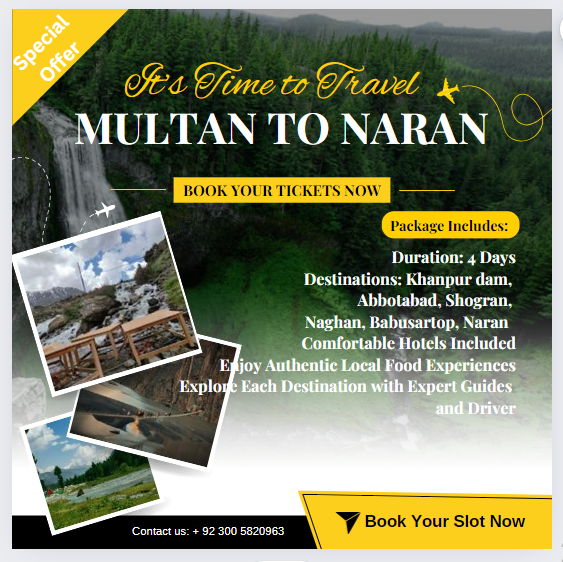 Special
Offer
It's Time to Travel
MULTAN TO NARAN
BOOK YOUR TICKETS NOW
Package Includes:
Duration: 4 Days
Destinations: Khanpur dam,
Abbotabad, Shogran,
Naghan, Babusartop, Naran
Comfortable Hotels Included
Enjoy Authentic Local Food Experiences
Explore Each Destination with Expert Guides
and Driver
Contact us: + 92 300 5820963
Book Your Slot Now